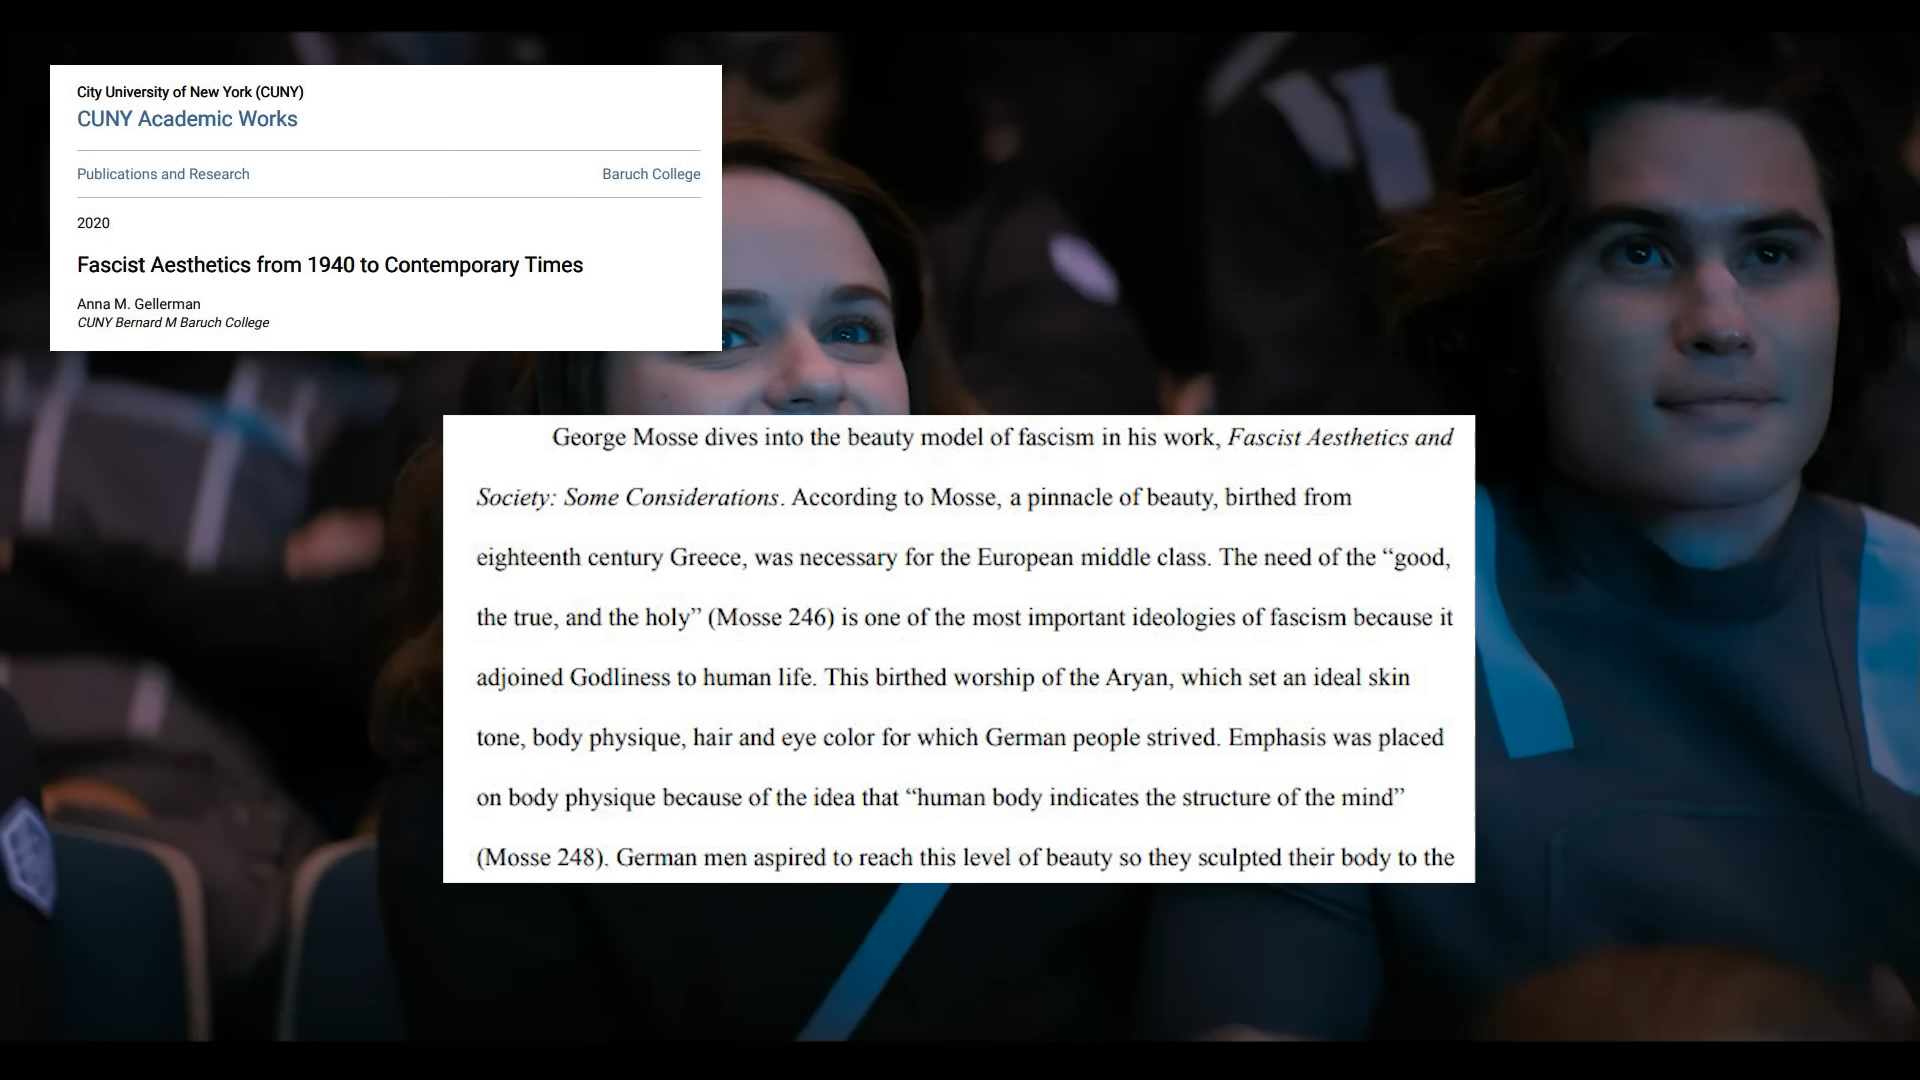 City University of New York (CUNY)
CUNY Academic Works
Publications and Research
Baruch College
2020
Fascist Aesthetics from 1940 to Contemporary Times
Anna M. Gellerman
CUNY Bernard M Baruch College
George Mosse dives into the beauty model of fascism in his work, Fascist Aesthetics and
Society: Some Considerations. According to Mosse, a pinnacle of beauty, birthed from
eighteenth century Greece, was necessary for the European middle class. The need of the “good,
the true, and the holy” (Mosse 246) is one of the most important ideologies of fascism because it
adjoined Godliness to human life. This birthed worship of the Aryan, which set an ideal skin
tone, body physique, hair and eye color for which German people strived. Emphasis was placed
on body physique because of the idea that “human body indicates the structure of the mind”
(Mosse 248). German men aspired to reach this level of beauty so they sculpted their body to the